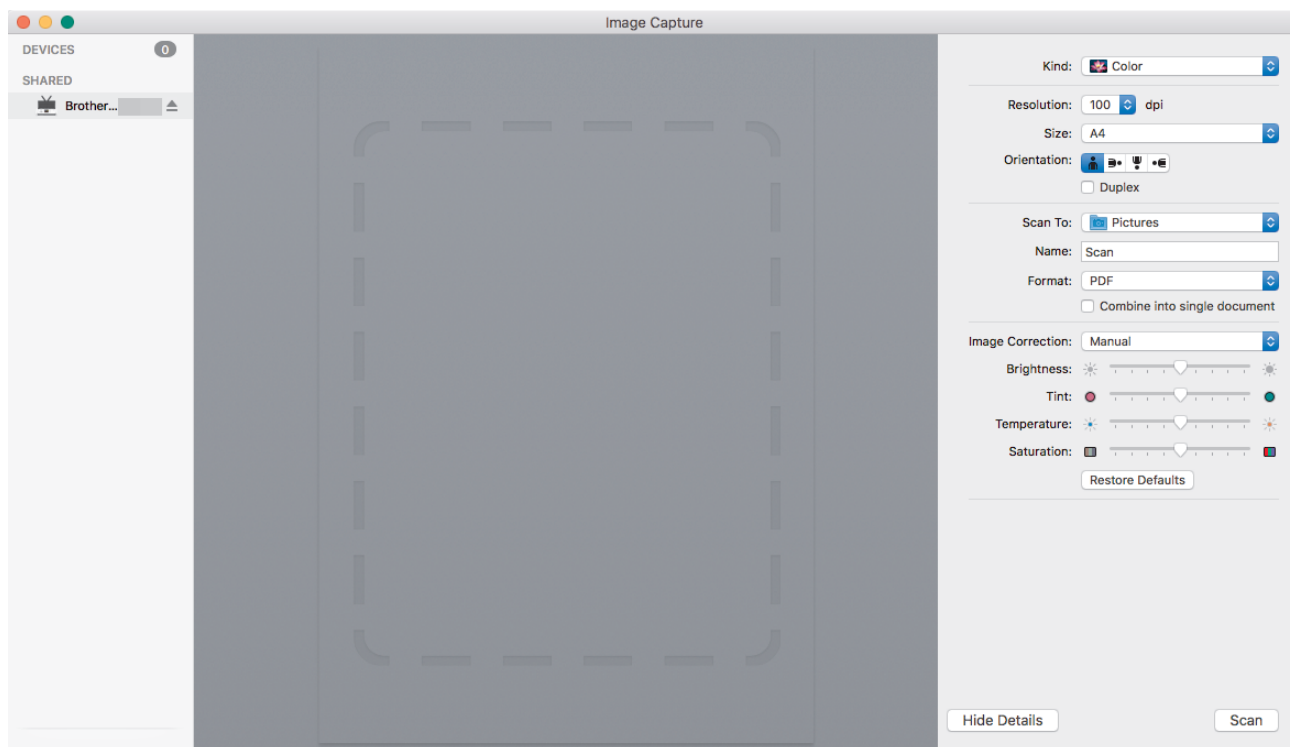 Image Capture
DEVICES 0
SHARED
Brother...
Kind: Color
Resolution: 100 dpi
Size: A4
Orientation:
Duplex
Scan To: Pictures
Name: Scan
Format: PDF
Combine into single document
Image Correction: Manual
Brightness:
Tint:
Temperature:
Saturation:
Restore Defaults
Hide Details Scan